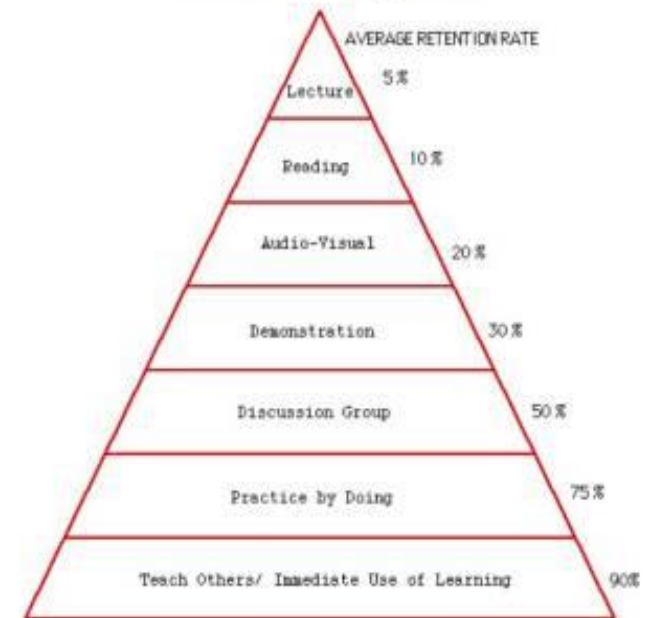 AVERAGE RETENTION RATE
Lecture 5%
Reading 10%
Audio-Visual 20%
Demonstration 30%
Discussion Group 50%
Practice by Doing 75%
Teach Others/ Immediate Use of Learning 90%